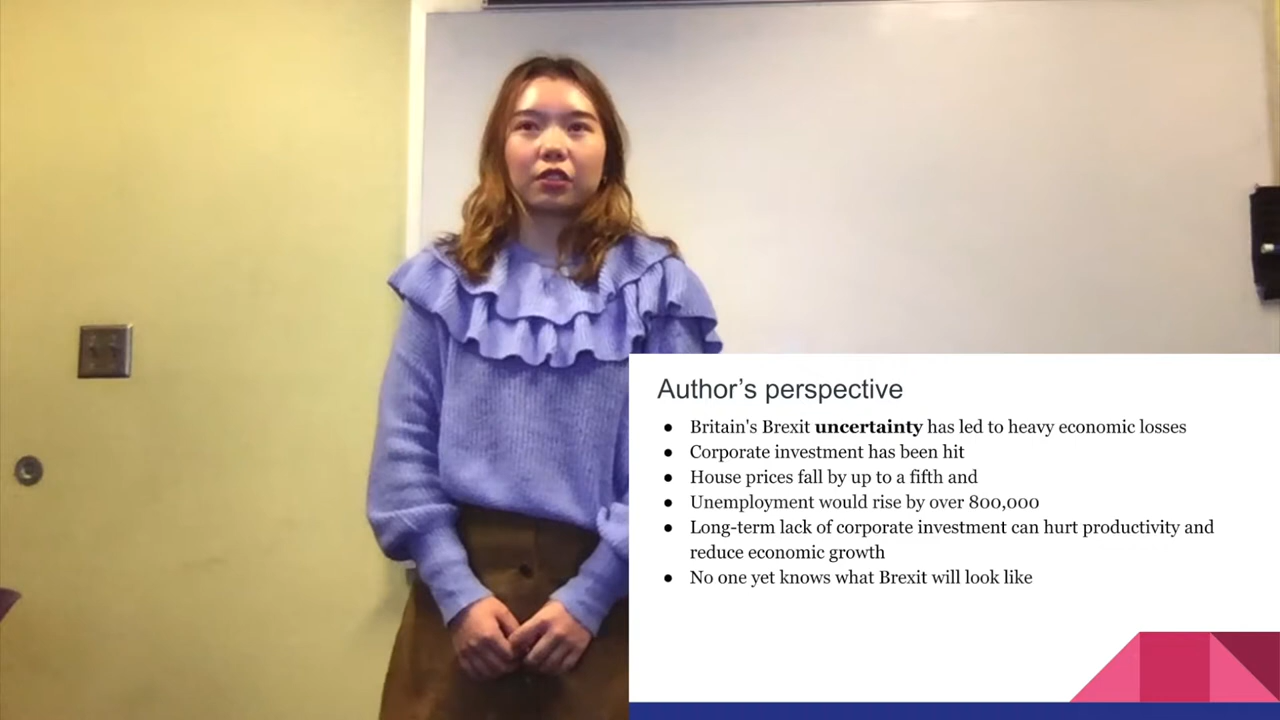 Author’s perspective
● Britain's Brexit uncertainty has led to heavy economic losses
● Corporate investment has been hit
● House prices fall by up to a fifth and
● Unemployment would rise by over 800,000
● Long-term lack of corporate investment can hurt productivity and
reduce economic growth
● No one yet knows what Brexit will look like